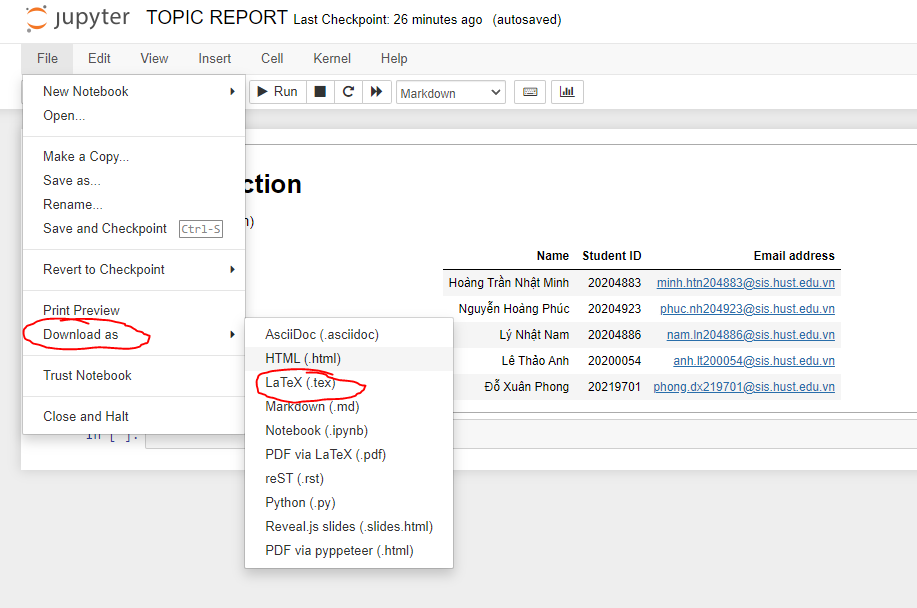 jupyter TOPIC REPORT Last Checkpoint: 26 minutes ago (autosaved)
File Edit View Insert Cell Kernel Help
Run Markdown
New Notebook
Open...
Make a Copy...
Save as...
Rename...
Save and Checkpoint Ctrl-S
Revert to Checkpoint
Print Preview
Download as
Trust Notebook
Close and Halt
AsciiDoc (.asciidoc)
HTML (.html)
LaTeX (.tex)
Markdown (.md)
Notebook (.ipynb)
PDF via LaTeX (.pdf)
reST (.rst)
Python (.py)
Reveal.js slides (.slides.html)
PDF via pyppeteer (.html)
ction
n)
Name Student ID Email address
Hoàng Trần Nhật Minh 20204883 minh.htn204883@sis.hust.edu.vn
Nguyễn Hoàng Phúc 20204923 phuc.nh204923@sis.hust.edu.vn
Lý Nhật Nam 20204886 nam.ln204886@sis.hust.edu.vn
Lê Thảo Anh 20200054 anh.lt200054@sis.hust.edu.vn
Đỗ Xuân Phong 20219701 phong.dx219701@sis.hust.edu.vn
In [ ]: